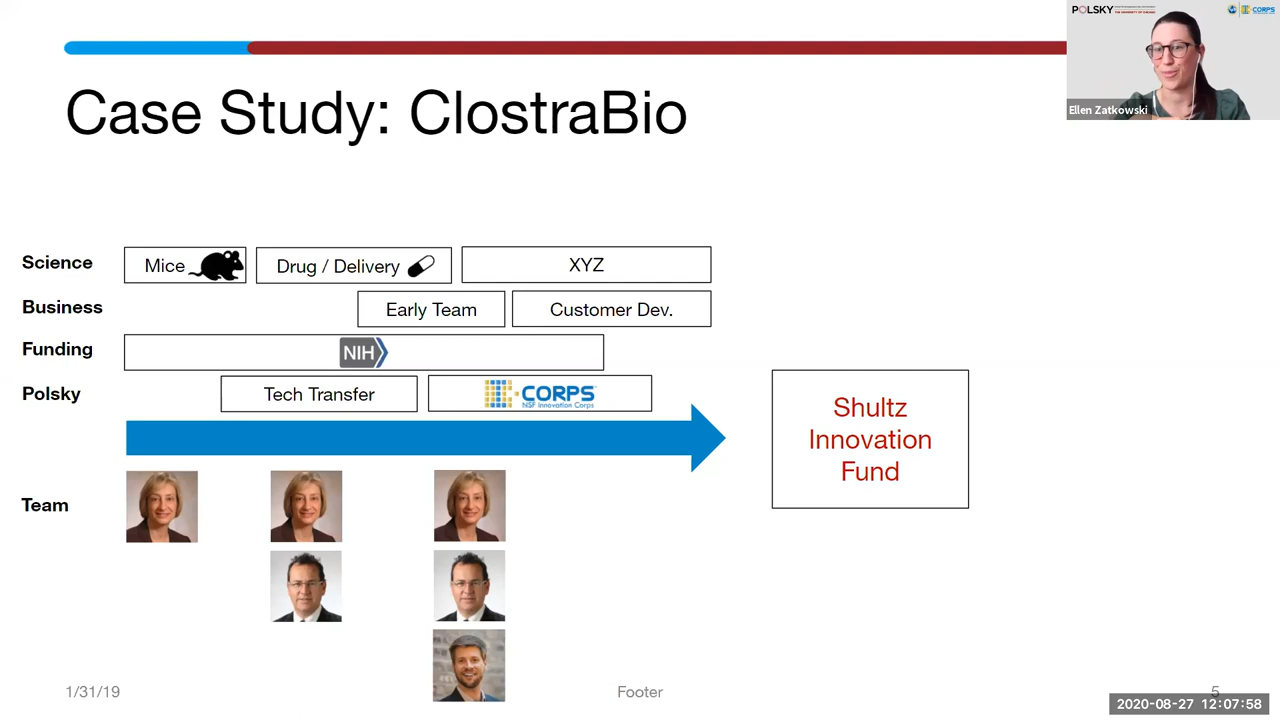 POLSKY
CORPS
Ellen Zatkowski
Case Study: ClostraBio
Science
Mice
Drug / Delivery
XYZ
Business
Early Team
Customer Dev.
Funding
NIH
Polsky
Tech Transfer
CORPS
NSF Innovation Corps
Shultz
Innovation
Fund
Team
1/31/19
Footer
5
2020-08-27 12:07:58